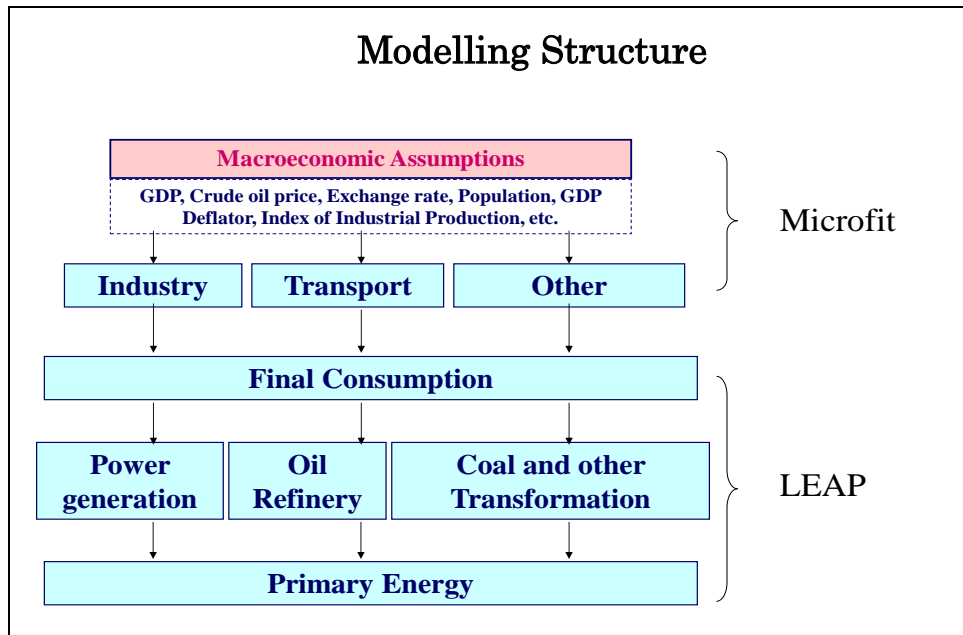 Modelling Structure
Macroeconomic Assumptions
GDP, Crude oil price, Exchange rate, Population, GDP
Deflator, Index of Industrial Production, etc.
Microfit
Industry
Transport
Other
Final Consumption
Power
generation
Oil
Refinery
Coal and other
Transformation
LEAP
Primary Energy